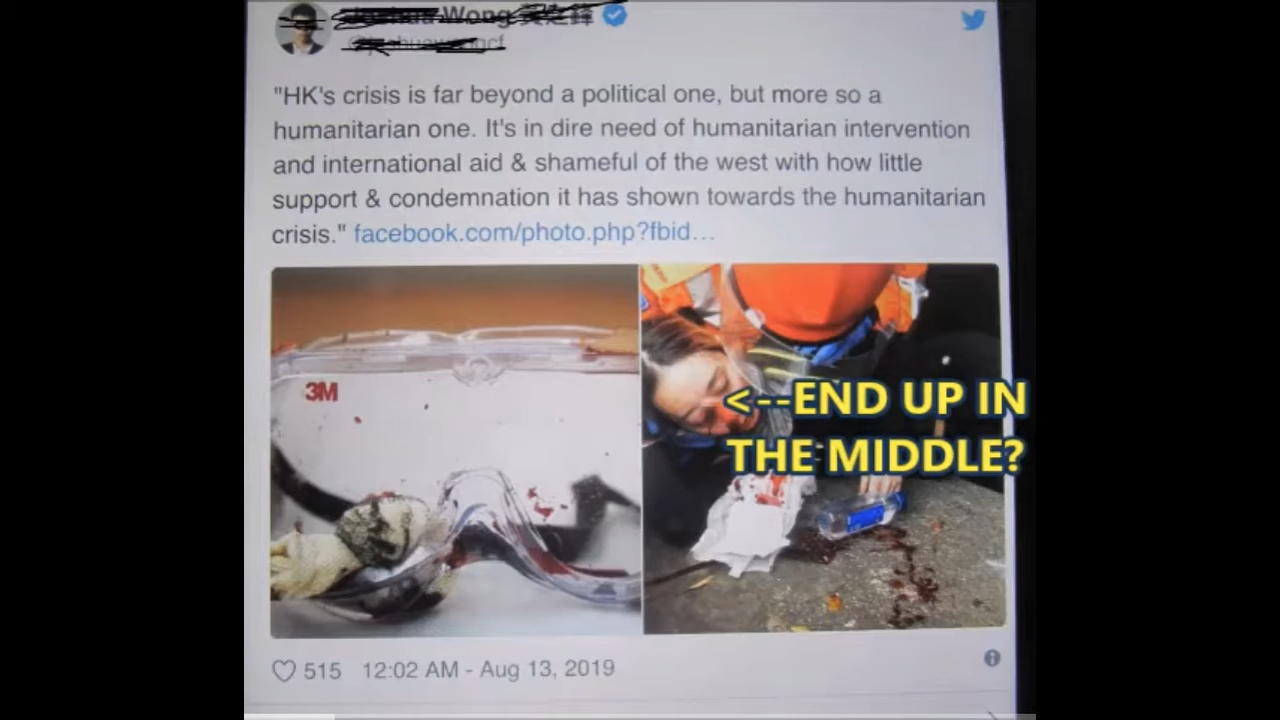 Wong
"HK's crisis is far beyond a political one, but more so a
humanitarian one. It's in dire need of humanitarian intervention
and international aid & shameful of the west with how little
support & condemnation it has shown towards the humanitarian
crisis." facebook.com/photo.php?fbid…
3M
<--END UP IN
THE MIDDLE?
515 12:02 AM - Aug 13, 2019